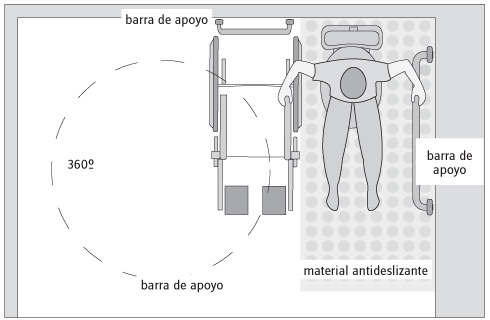 barra de apoyo
360º
barra de
apoyo
material antideslizante
barra de apoyo